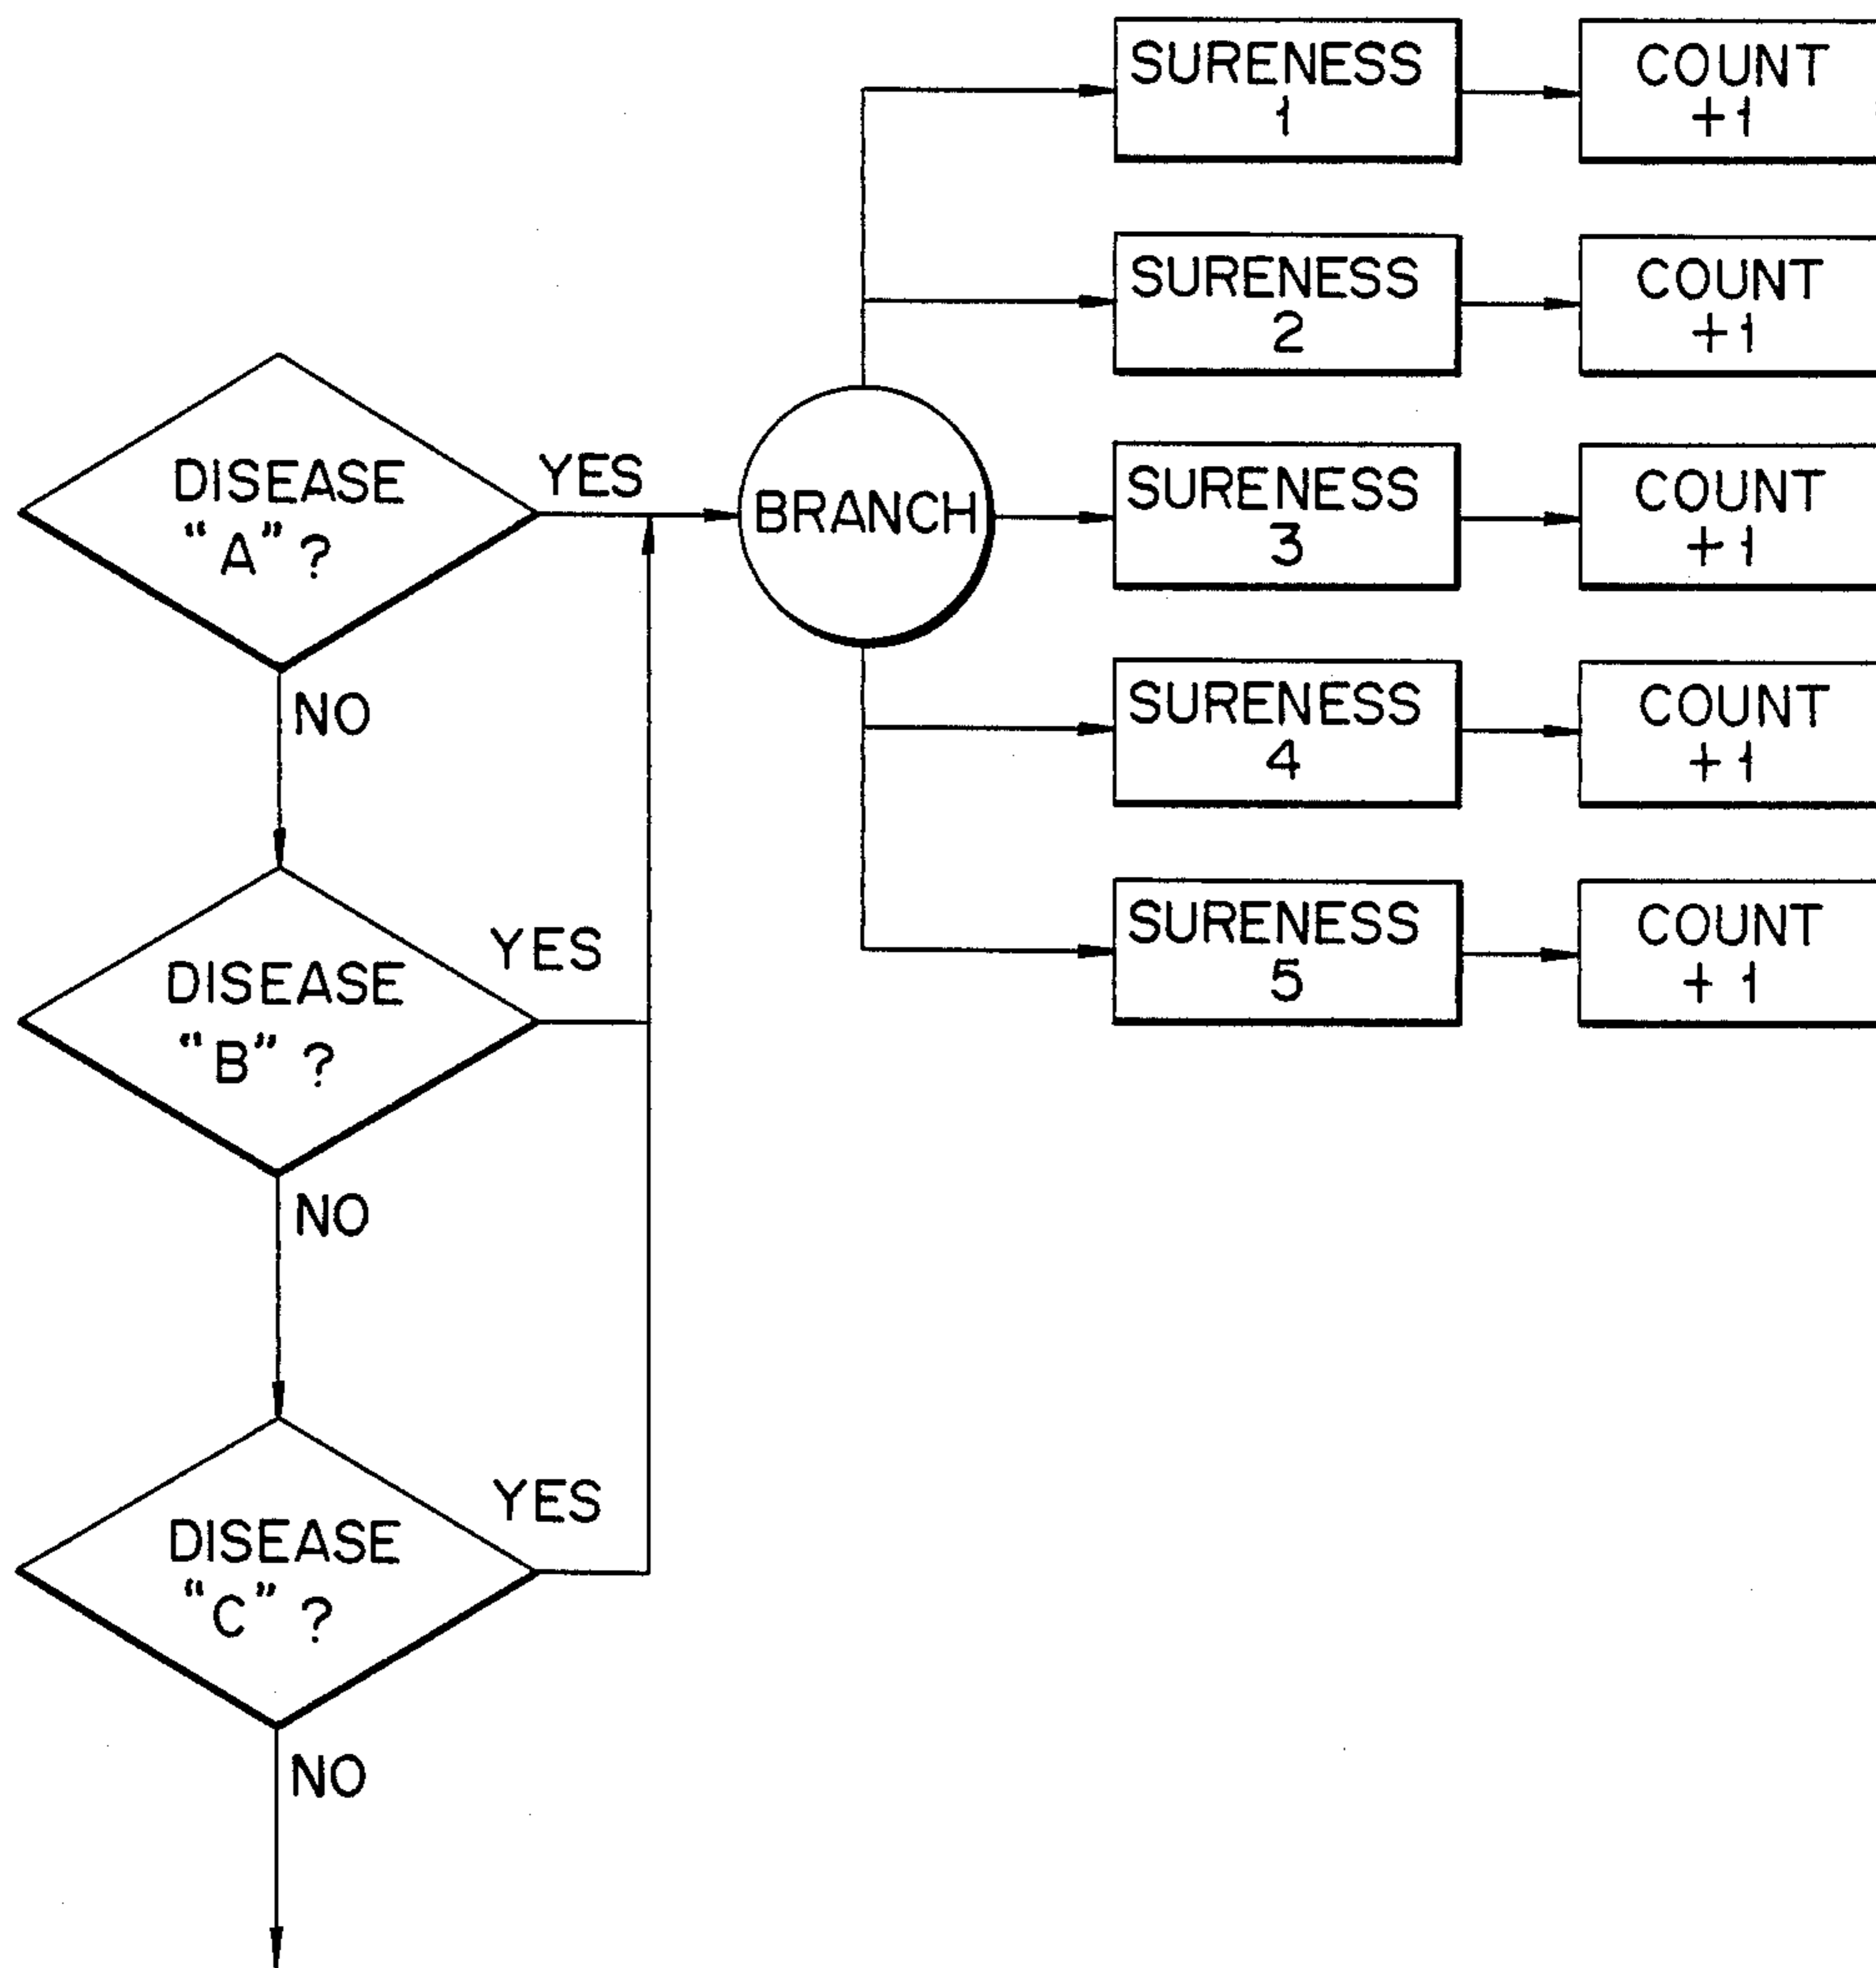 SURENESS
1
COUNT
+1
SURENESS
2
COUNT
+1
DISEASE
"A" ?
YES
BRANCH
SURENESS
3
COUNT
+1
NO
SURENESS
4
COUNT
+1
DISEASE
"B" ?
YES
SURENESS
5
COUNT
+1
NO
DISEASE
"C" ?
YES
NO